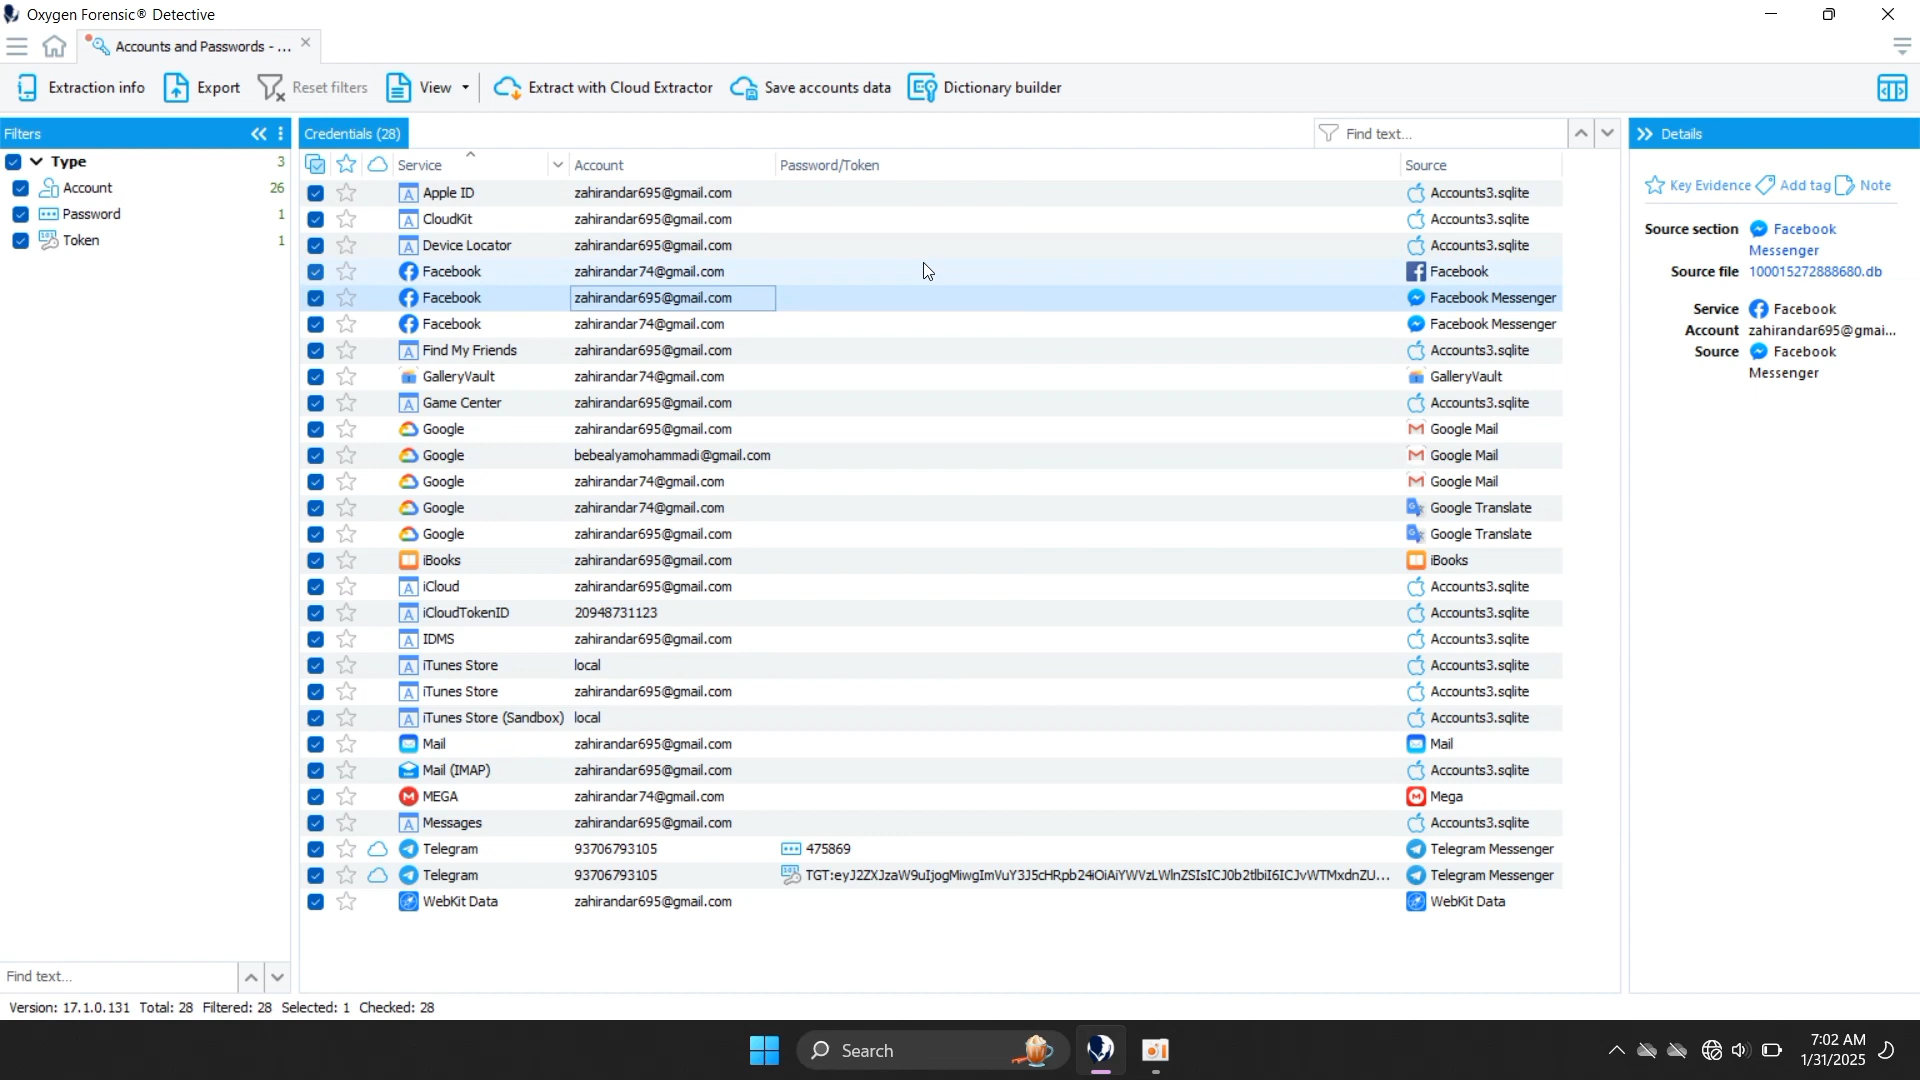 Oxygen Forensic® Detective
Accounts and Passwords - ...
Extraction info Export Reset filters View Extract with Cloud Extractor Save accounts data Dictionary builder
Filters
Type 3
Account 26
Password 1
Token 1
Find text...
Credentials (28)
Find text...
Service Account Password/Token Source
Apple ID zahirandar695@gmail.com Accounts3.sqlite
CloudKit zahirandar695@gmail.com Accounts3.sqlite
Device Locator zahirandar695@gmail.com Accounts3.sqlite
Facebook zahirandar74@gmail.com Facebook
Facebook zahirandar695@gmail.com Facebook Messenger
Facebook zahirandar74@gmail.com Facebook Messenger
Find My Friends zahirandar695@gmail.com Accounts3.sqlite
GalleryVault zahirandar74@gmail.com GalleryVault
Game Center zahirandar695@gmail.com Accounts3.sqlite
Google zahirandar695@gmail.com Google Mail
Google bebealyamohammadi@gmail.com Google Mail
Google zahirandar74@gmail.com Google Mail
Google zahirandar74@gmail.com Google Translate
Google zahirandar695@gmail.com Google Translate
iBooks zahirandar695@gmail.com iBooks
iCloud zahirandar695@gmail.com Accounts3.sqlite
iCloudTokenID 20948731123 Accounts3.sqlite
IDMS zahirandar695@gmail.com Accounts3.sqlite
iTunes Store local Accounts3.sqlite
iTunes Store zahirandar695@gmail.com Accounts3.sqlite
iTunes Store (Sandbox) local Accounts3.sqlite
Mail zahirandar695@gmail.com Mail
Mail (IMAP) zahirandar695@gmail.com Accounts3.sqlite
MEGA zahirandar74@gmail.com Mega
Messages zahirandar695@gmail.com Accounts3.sqlite
Telegram 93706793105 475869 Telegram Messenger
Telegram 93706793105 Telegram Messenger
WebKit Data zahirandar695@gmail.com WebKit Data
Details
Key Evidence Add tag Note
Source section Facebook
Messenger
Source file 100015272888680.db
Service Facebook
Account zahirandar695@gmai...
Source Facebook
Messenger
Version: 17.1.0.131 Total: 28 Filtered: 28 Selected: 1 Checked: 28
Search
7:02 AM
1/31/2025